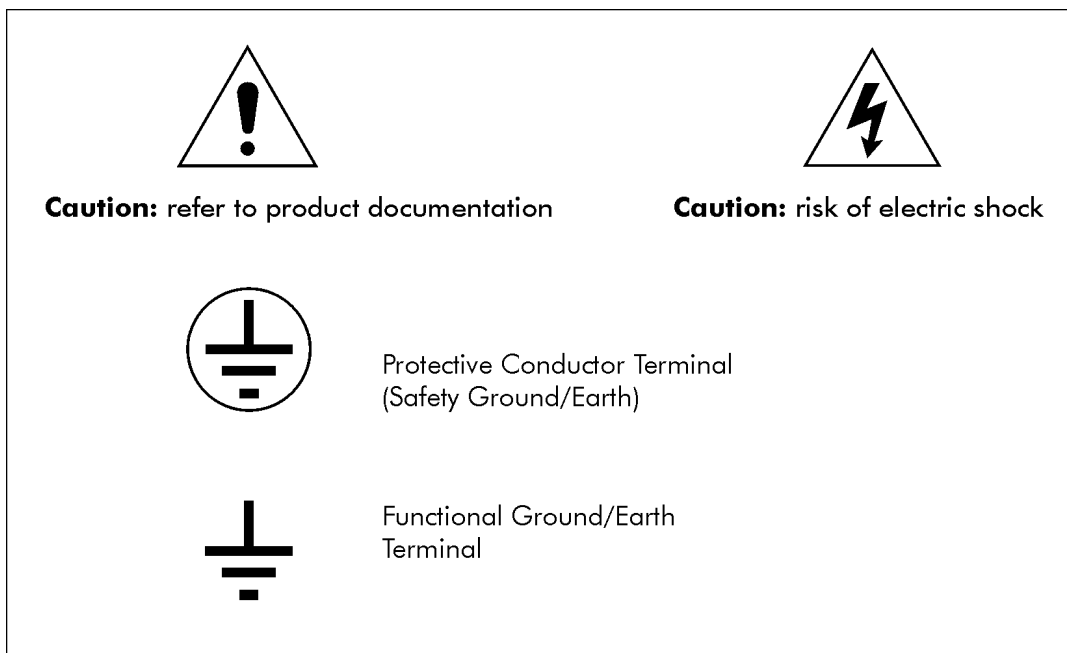 Caution: refer to product documentation
Caution: risk of electric shock
Protective Conductor Terminal
(Safety Ground/Earth)
Functional Ground/Earth
Terminal